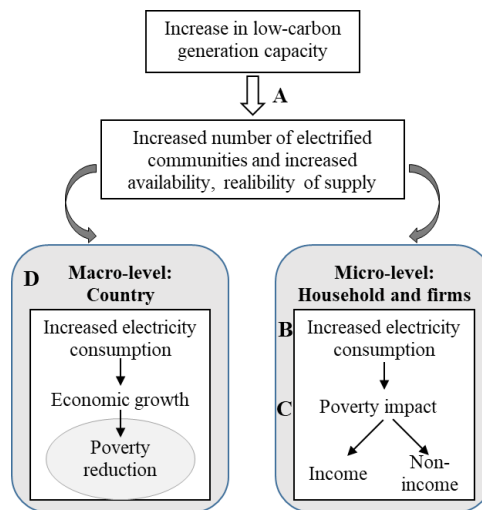 Increase in low-carbon
generation capacity
A
Increased number of electrified
communities and increased
availability, realibility of supply
D
Macro-level:
Country
Increased electricity
consumption
Economic growth
Poverty
reduction
Micro-level:
Household and firms
B
Increased electricity
consumption
C
Poverty impact
Income
Non-
income